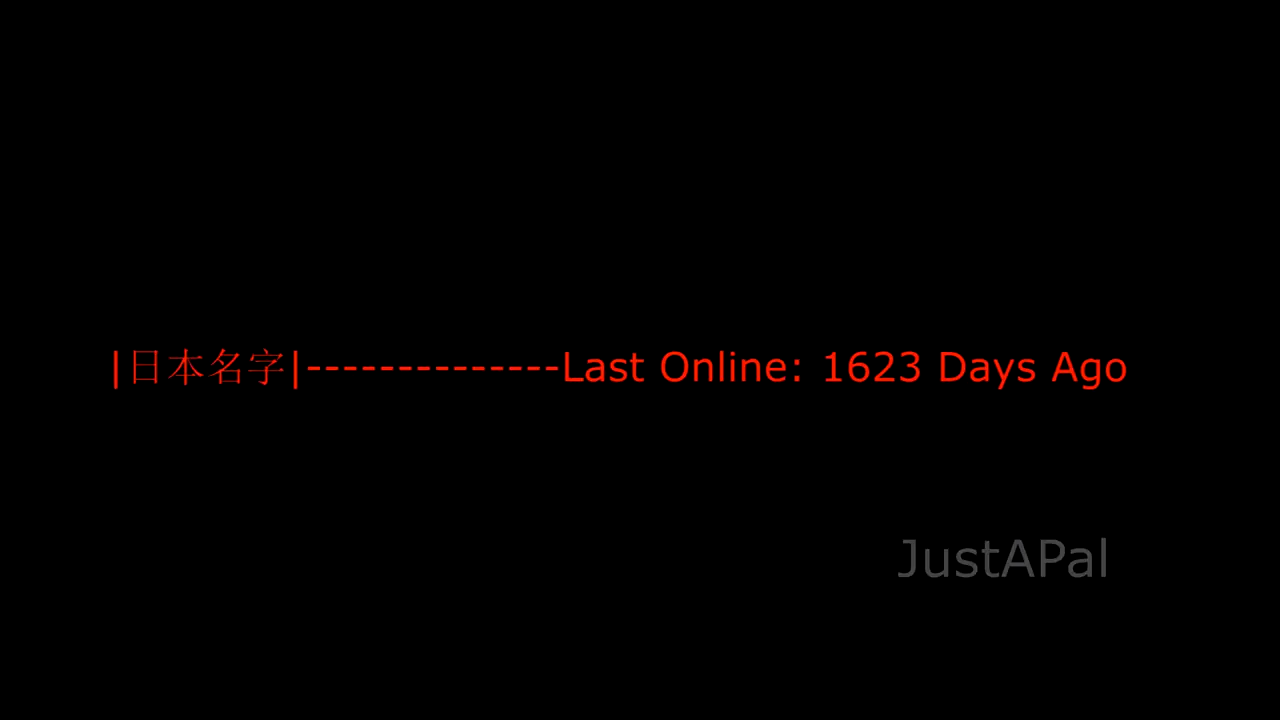 |日本名字|--------------Last Online: 1623 Days Ago
JustAPal